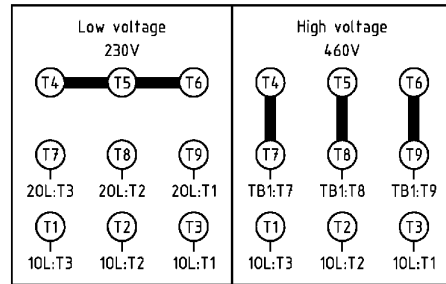 Low voltage
230V
T4 T5 T6
T7 T8 T9
20L:T3 20L:T2 20L:T1
T1 T2 T3
10L:T3 10L:T2 10L:T1
High voltage
460V
T4 T5 T6
T7 T8 T9
TB1:T7 TB1:T8 TB1:T9
T1 T2 T3
10L:T3 10L:T2 10L:T1